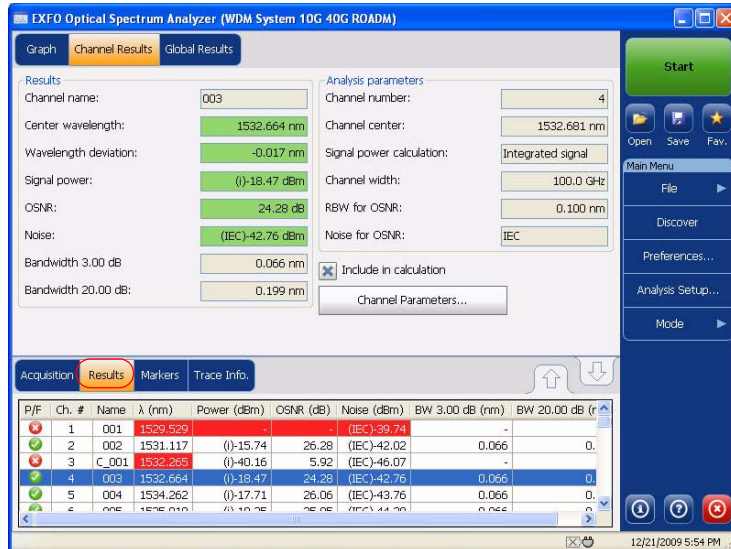 EXFO Optical Spectrum Analyzer (WDM System 10G 40G ROADM)
Graph Channel Results Global Results
Start
Open Save Fav.
Main Menu
File
Discover
Preferences...
Analysis Setup...
Mode
Results
Channel name: 003
Center wavelength: 1532.664 nm
Wavelength deviation: -0.017 nm
Signal power: (i)-18.47 dBm
OSNR: 24.28 dB
Noise: (IEC)-42.76 dBm
Bandwidth 3.00 dB 0.066 nm
Bandwidth 20.00 dB: 0.199 nm
Analysis parameters
Channel number: 4
Channel center: 1532.681 nm
Signal power calculation: Integrated signal
Channel width: 100.0 GHz
RBW for OSNR: 0.100 nm
Noise for OSNR: IEC
Include in calculation
Channel Parameters...
Acquisition Results Markers Trace Info.
P/F Ch. # Name λ (nm) Power (dBm) OSNR (dB) Noise (dBm) BW 3.00 dB (nm) BW 20.00 dB (r
1 001 1529.529 - - (IEC)-39.74 -
2 002 1531.117 (i)-15.74 26.28 (IEC)-42.02 0.066 0.
3 C_001 1532.265 (i)-40.16 5.92 (IEC)-46.07 -
4 003 1532.664 (i)-18.47 24.28 (IEC)-42.76 0.066 0.
5 004 1534.262 (i)-17.71 26.06 (IEC)-43.76 0.066 0.
12/21/2009 5:54 PM